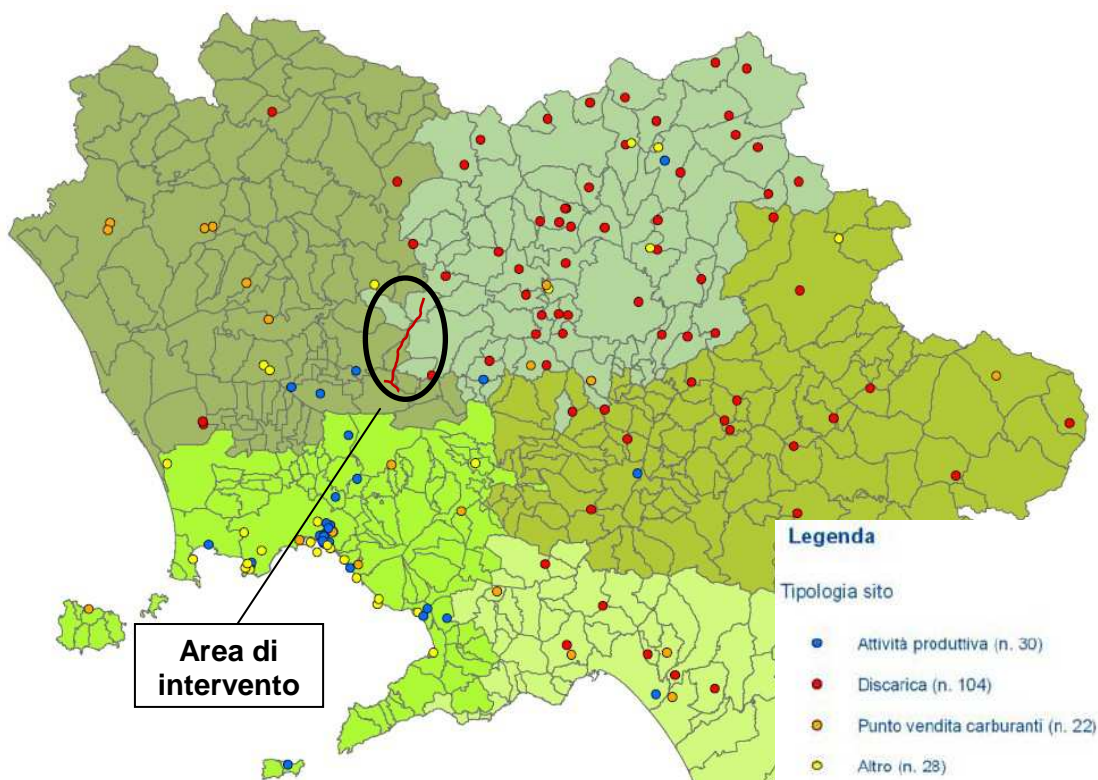 Area di
intervento
Legenda
Tipologia sito
Attività produttiva (n. 30)
Discarica (n. 104)
Punto vendita carburanti (n. 22)
Altro (n. 28)